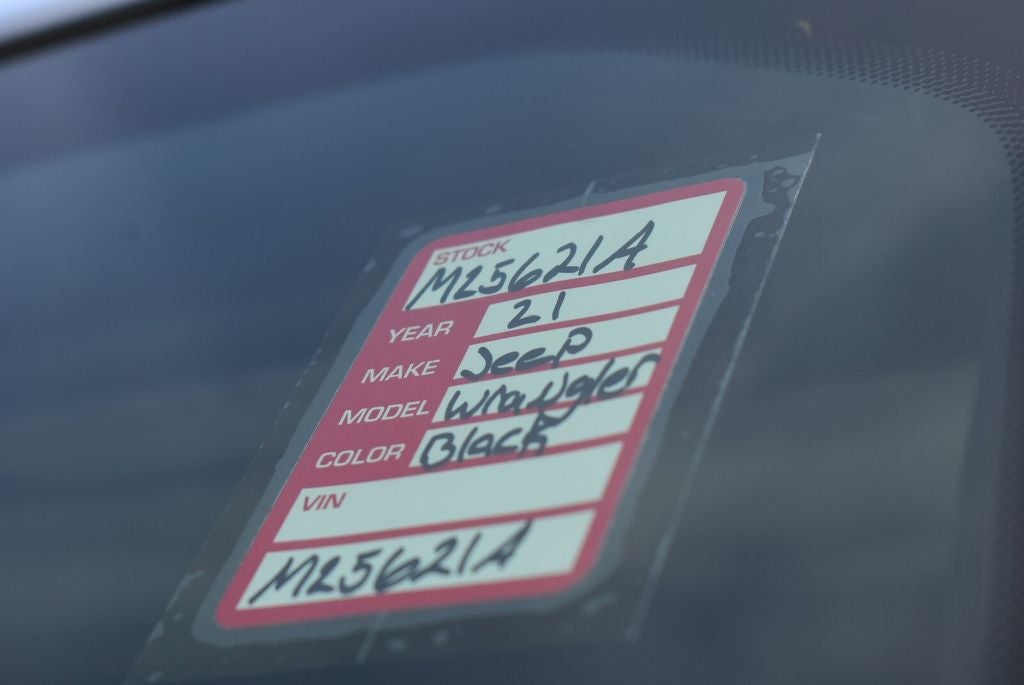 STOCK
M25621A
YEAR 21
MAKE Jeep
MODEL Wrangler
COLOR Black
VIN
M25621A